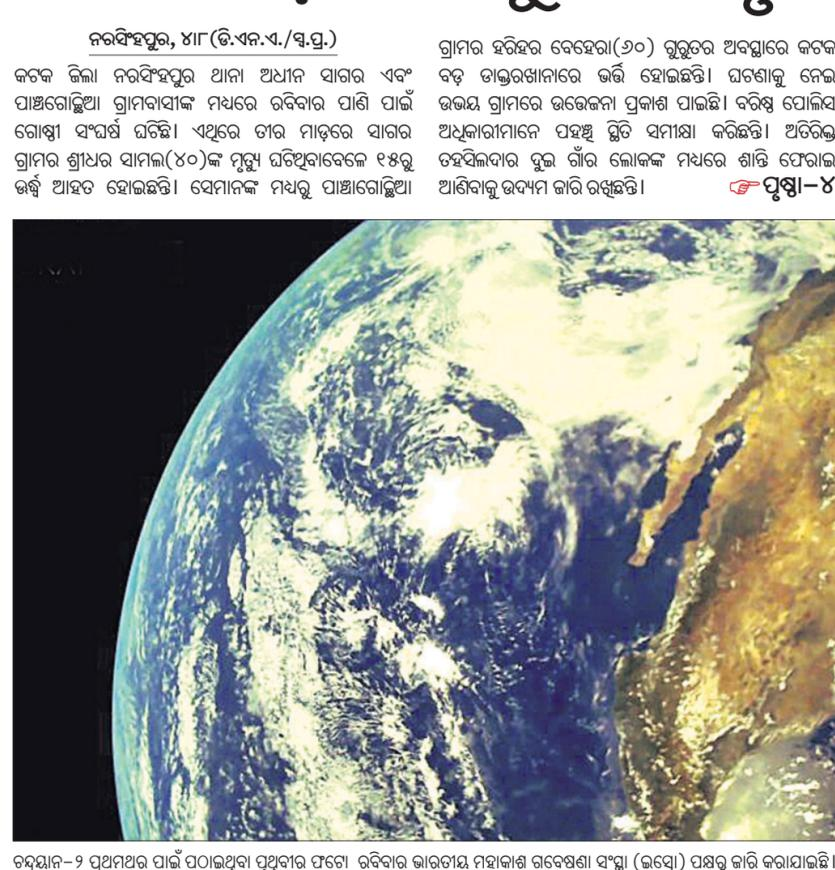 ନରସିଂହପୁର, ୪ା୮(ଡି.ଏନ.ଏ./ସ୍ବ.ପ୍ର.)
କଟକ ଜିଲା ନରସିଂହପୁର ଥାନା ଅଧୀନ ସାଗର ଏବଂ
ପାଞ୍ଚଗୋଚ୍ଛିଆ ଗ୍ରାମବାସୀଙ୍କ ମଧ୍ୟରେ ରବିବାର ପାଣି ପାଇଁ
ଗୋଷ୍ଠୀ ସଂଘର୍ଷ ଘଟିଛି। ଏଥିରେ ତୀର ମାଡ଼ରେ ସାଗର
ଗ୍ରାମର ଶ୍ରୀଧର ସାମଲ(୪୦)ଙ୍କ ମୃତ୍ୟୁ ଘଟିଥିବାବେଳେ ୧୫ରୁ
ଊର୍ଦ୍ଧ୍ୱ ଆହତ ହୋଇଛନ୍ତି। ସେମାନଙ୍କ ମଧ୍ୟରୁ ପାଞ୍ଚାଗୋଚ୍ଛିଆ
ଗ୍ରାମର ହରିହର ବେହେରା(୬୦) ଗୁରୁତର ଅବସ୍ଥାରେ କଟକ
ବଡ଼ ଡାକ୍ତରଖାନାରେ ଭର୍ତ୍ତି ହୋଇଛନ୍ତି। ଘଟଣାକୁ ନେଇ
ଉଭୟ ଗ୍ରାମରେ ଉତ୍ତେଜନା ପ୍ରକାଶ ପାଇଛି। ବରିଷ୍ଠ ପୋଲିସ
ଅଧିକାରୀମାନେ ପହଞ୍ଚି ସ୍ଥିତି ସମୀକ୍ଷା କରିଛନ୍ତି। ଅତିରିକ୍ତ
ତହସିଲଦାର ଦୁଇ ଗାଁର ଲୋକଙ୍କ ମଧ୍ୟରେ ଶାନ୍ତି ଫେରାଇ
ଆଣିବାକୁ ଉଦ୍ୟମ ଜାରି ରଖିଛନ୍ତି। ପୃଷ୍ଠା-୪
ଚନ୍ଦ୍ରୟାନ-୨ ପ୍ରଥମଥର ପାଇଁ ପଠାଇଥିବା ପୃଥିବୀର ଫଟୋ ରବିବାର ଭାରତୀୟ ମହାକାଶ ଗବେଷଣା ସଂସ୍ଥା (ଇସ୍ରୋ) ପକ୍ଷରୁ ଜାରି କରାଯାଇଛି।